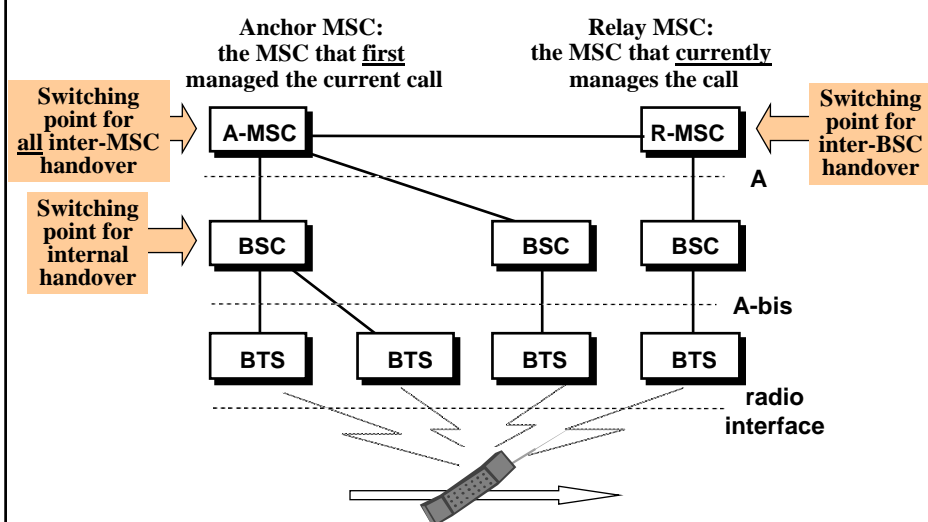 Anchor MSC:
the MSC that first
managed the current call
Relay MSC:
the MSC that currently
manages the call
Switching
point for
all inter-MSC
handover
A-MSC
R-MSC
Switching
point for
inter-BSC
handover
A
Switching
point for
internal
handover
BSC
BSC
BSC
A-bis
BTS
BTS
BTS
BTS
radio
interface